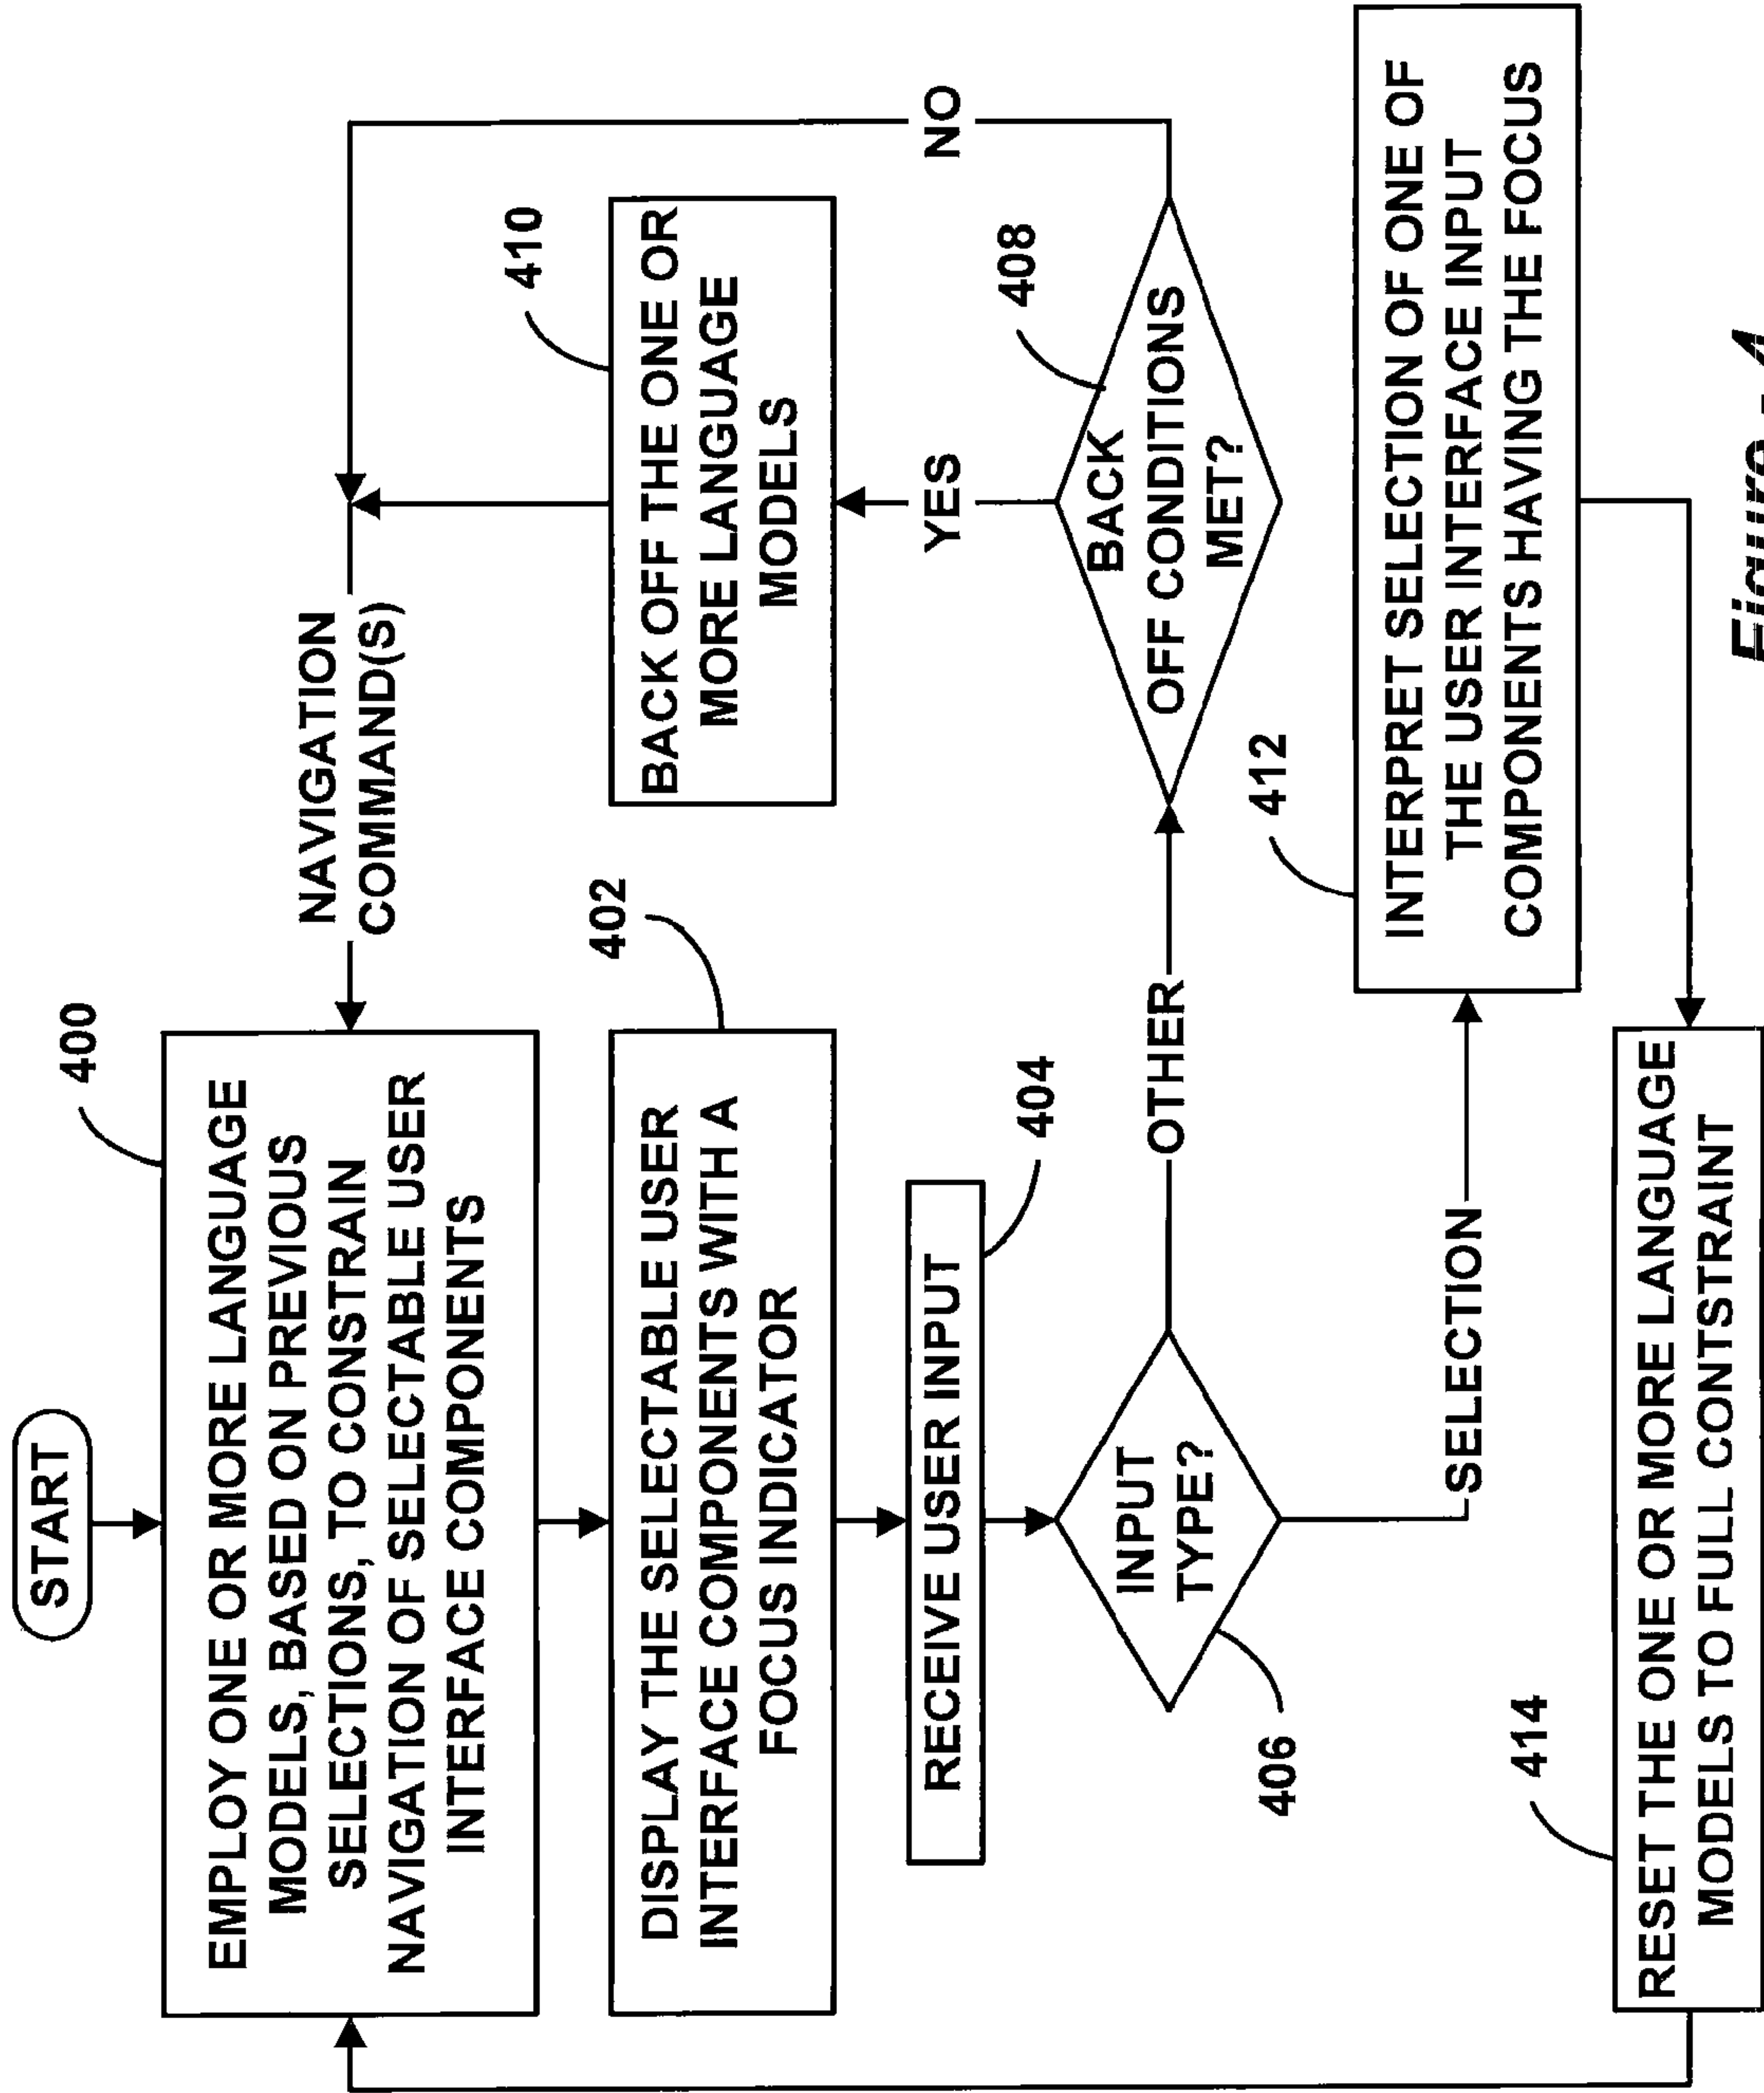 START
400
EMPLOY ONE OR MORE LANGUAGE
MODELS, BASED ON PREVIOUS
SELECTIONS, TO CONSTRAIN
NAVIGATION OF SELECTABLE USER
INTERFACE COMPONENTS
NAVIGATION
COMMAND(S)
402
DISPLAY THE SELECTABLE USER
INTERFACE COMPONENTS WITH A
FOCUS INDICATOR
410
BACK OFF THE ONE OR
MORE LANGUAGE
MODELS
404
RECEIVE USER INPUT
YES
NO
406
INPUT
TYPE?
OTHER
408
BACK
OFF CONDITIONS
MET?
SELECTION
412
INTERPRET SELECTION OF ONE OF
THE USER INTERFACE INPUT
COMPONENTS HAVING THE FOCUS
414
RESET THE ONE OR MORE LANGUAGE
MODELS TO FULL CONTSTRAINT
Figure - 4